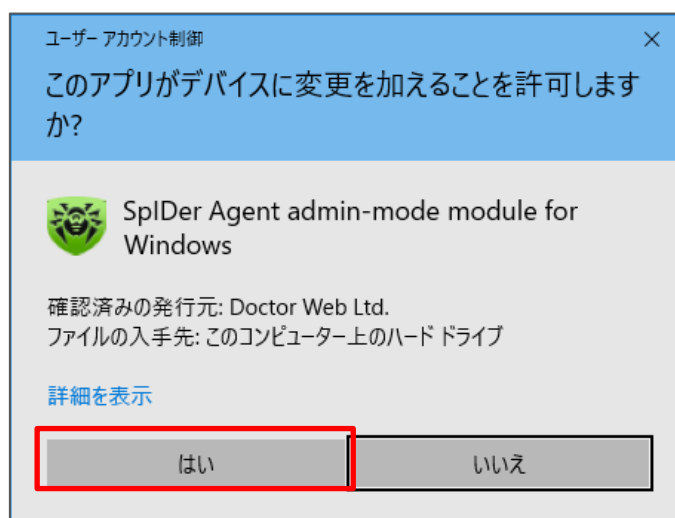 ユーザー アカウント制御
このアプリがデバイスに変更を加えることを許可します
か?
SpIDer Agent admin-mode module for
Windows
確認済みの発行元: Doctor Web Ltd.
ファイルの入手先: このコンピューター上のハード ドライブ
詳細を表示
はい
いいえ